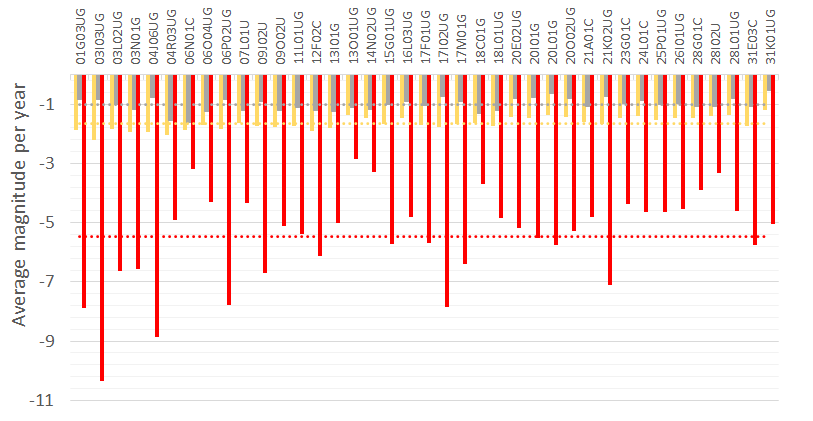 01G03UG
03I03UG
03L02UG
03N01G
04J06UG
04R03UG
06N01C
06O04UG
06P02UG
07L01U
09J02U
09O02U
11L01UG
12F02C
13J01G
13O01UG
14N02UG
15G01UG
16L03UG
17F01UG
17I02UG
17M01G
18C01G
18L01UG
20E02UG
20I01G
20L01G
20O02UG
21A01C
21K02UG
23G01C
24L01C
25P01UG
26I01UG
28G01C
28I02U
28L01UG
31E03C
31K01UG
Average magnitude per year
-1
-3
-5
-7
-9
-11